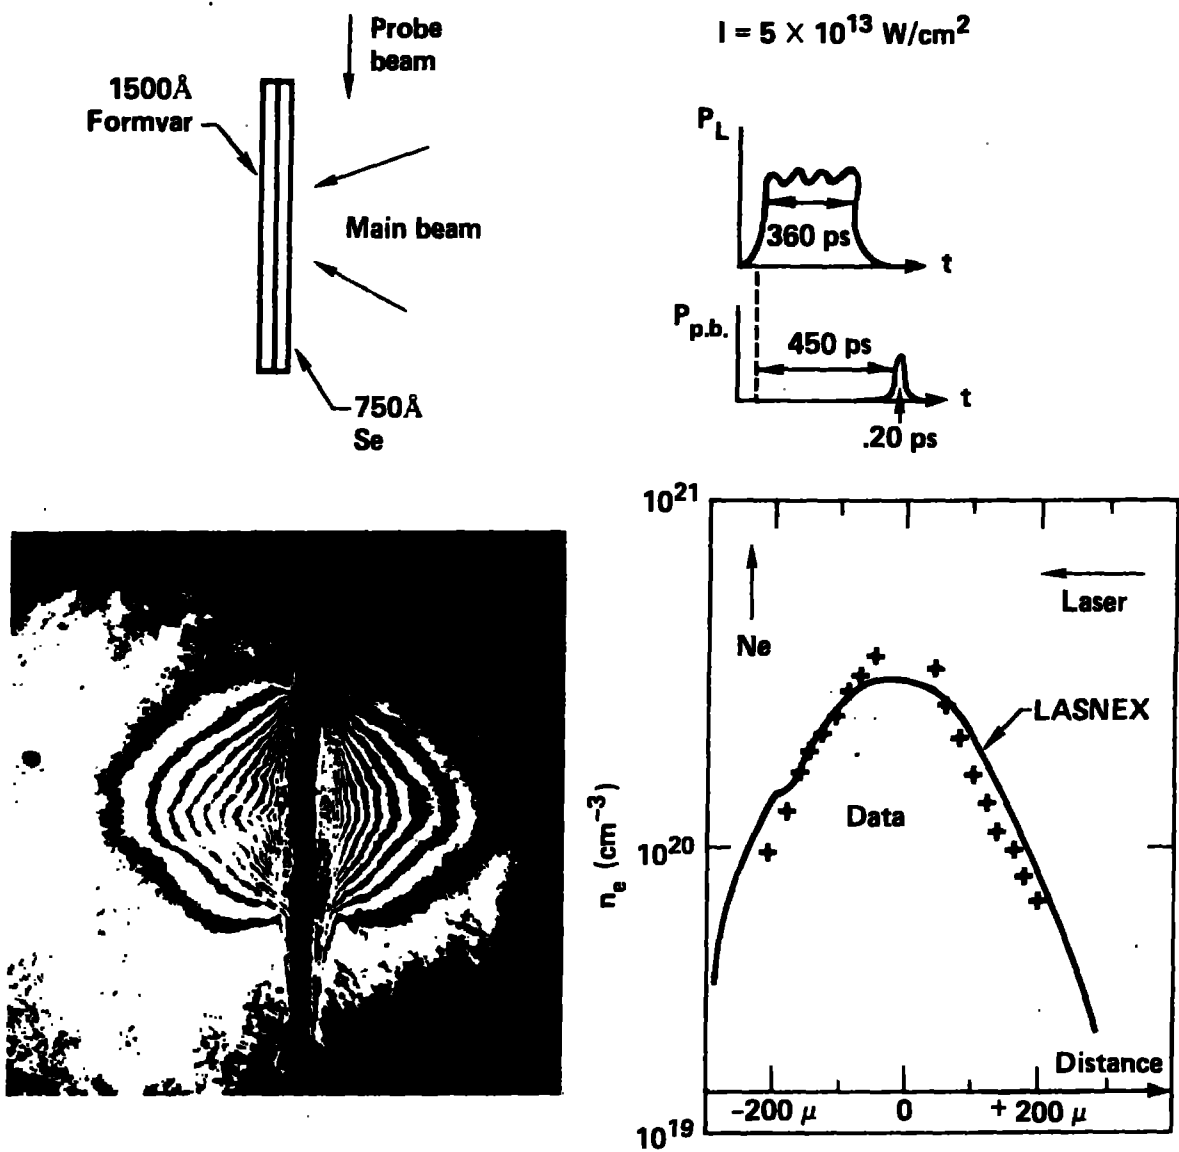 Probe
beam
1500Å
Formvar
Main beam
750Å
Se
I = 5 × 10¹³ W/cm²
P_L
360 ps
t
P_p.b.
450 ps
t
.20 ps
10²¹
Ne
Laser
LASNEX
Data
n_e (cm⁻³)
10²⁰
Distance
-200 μ 0 + 200 μ
10¹⁹